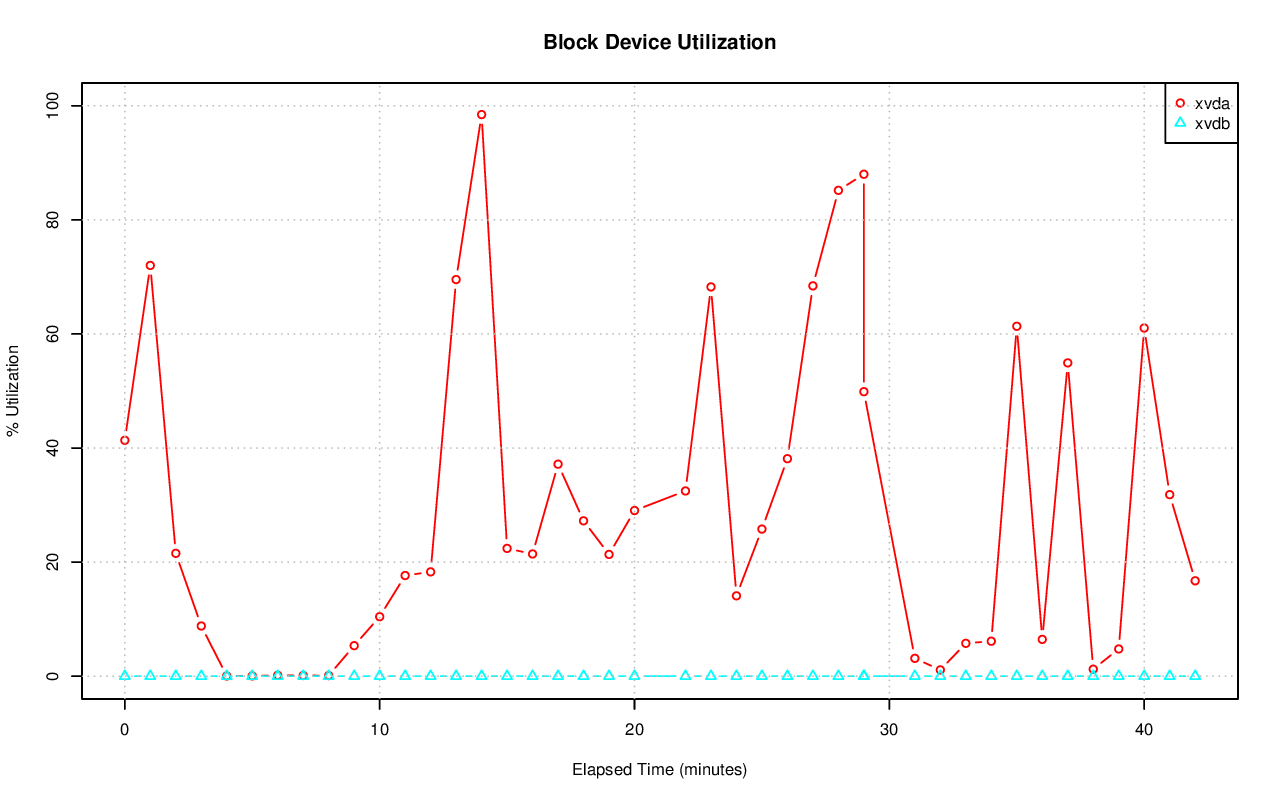 Block Device Utilization
xvda
xvdb
% Utilization
100
80
60
40
20
0
0 10 20 30 40
Elapsed Time (minutes)